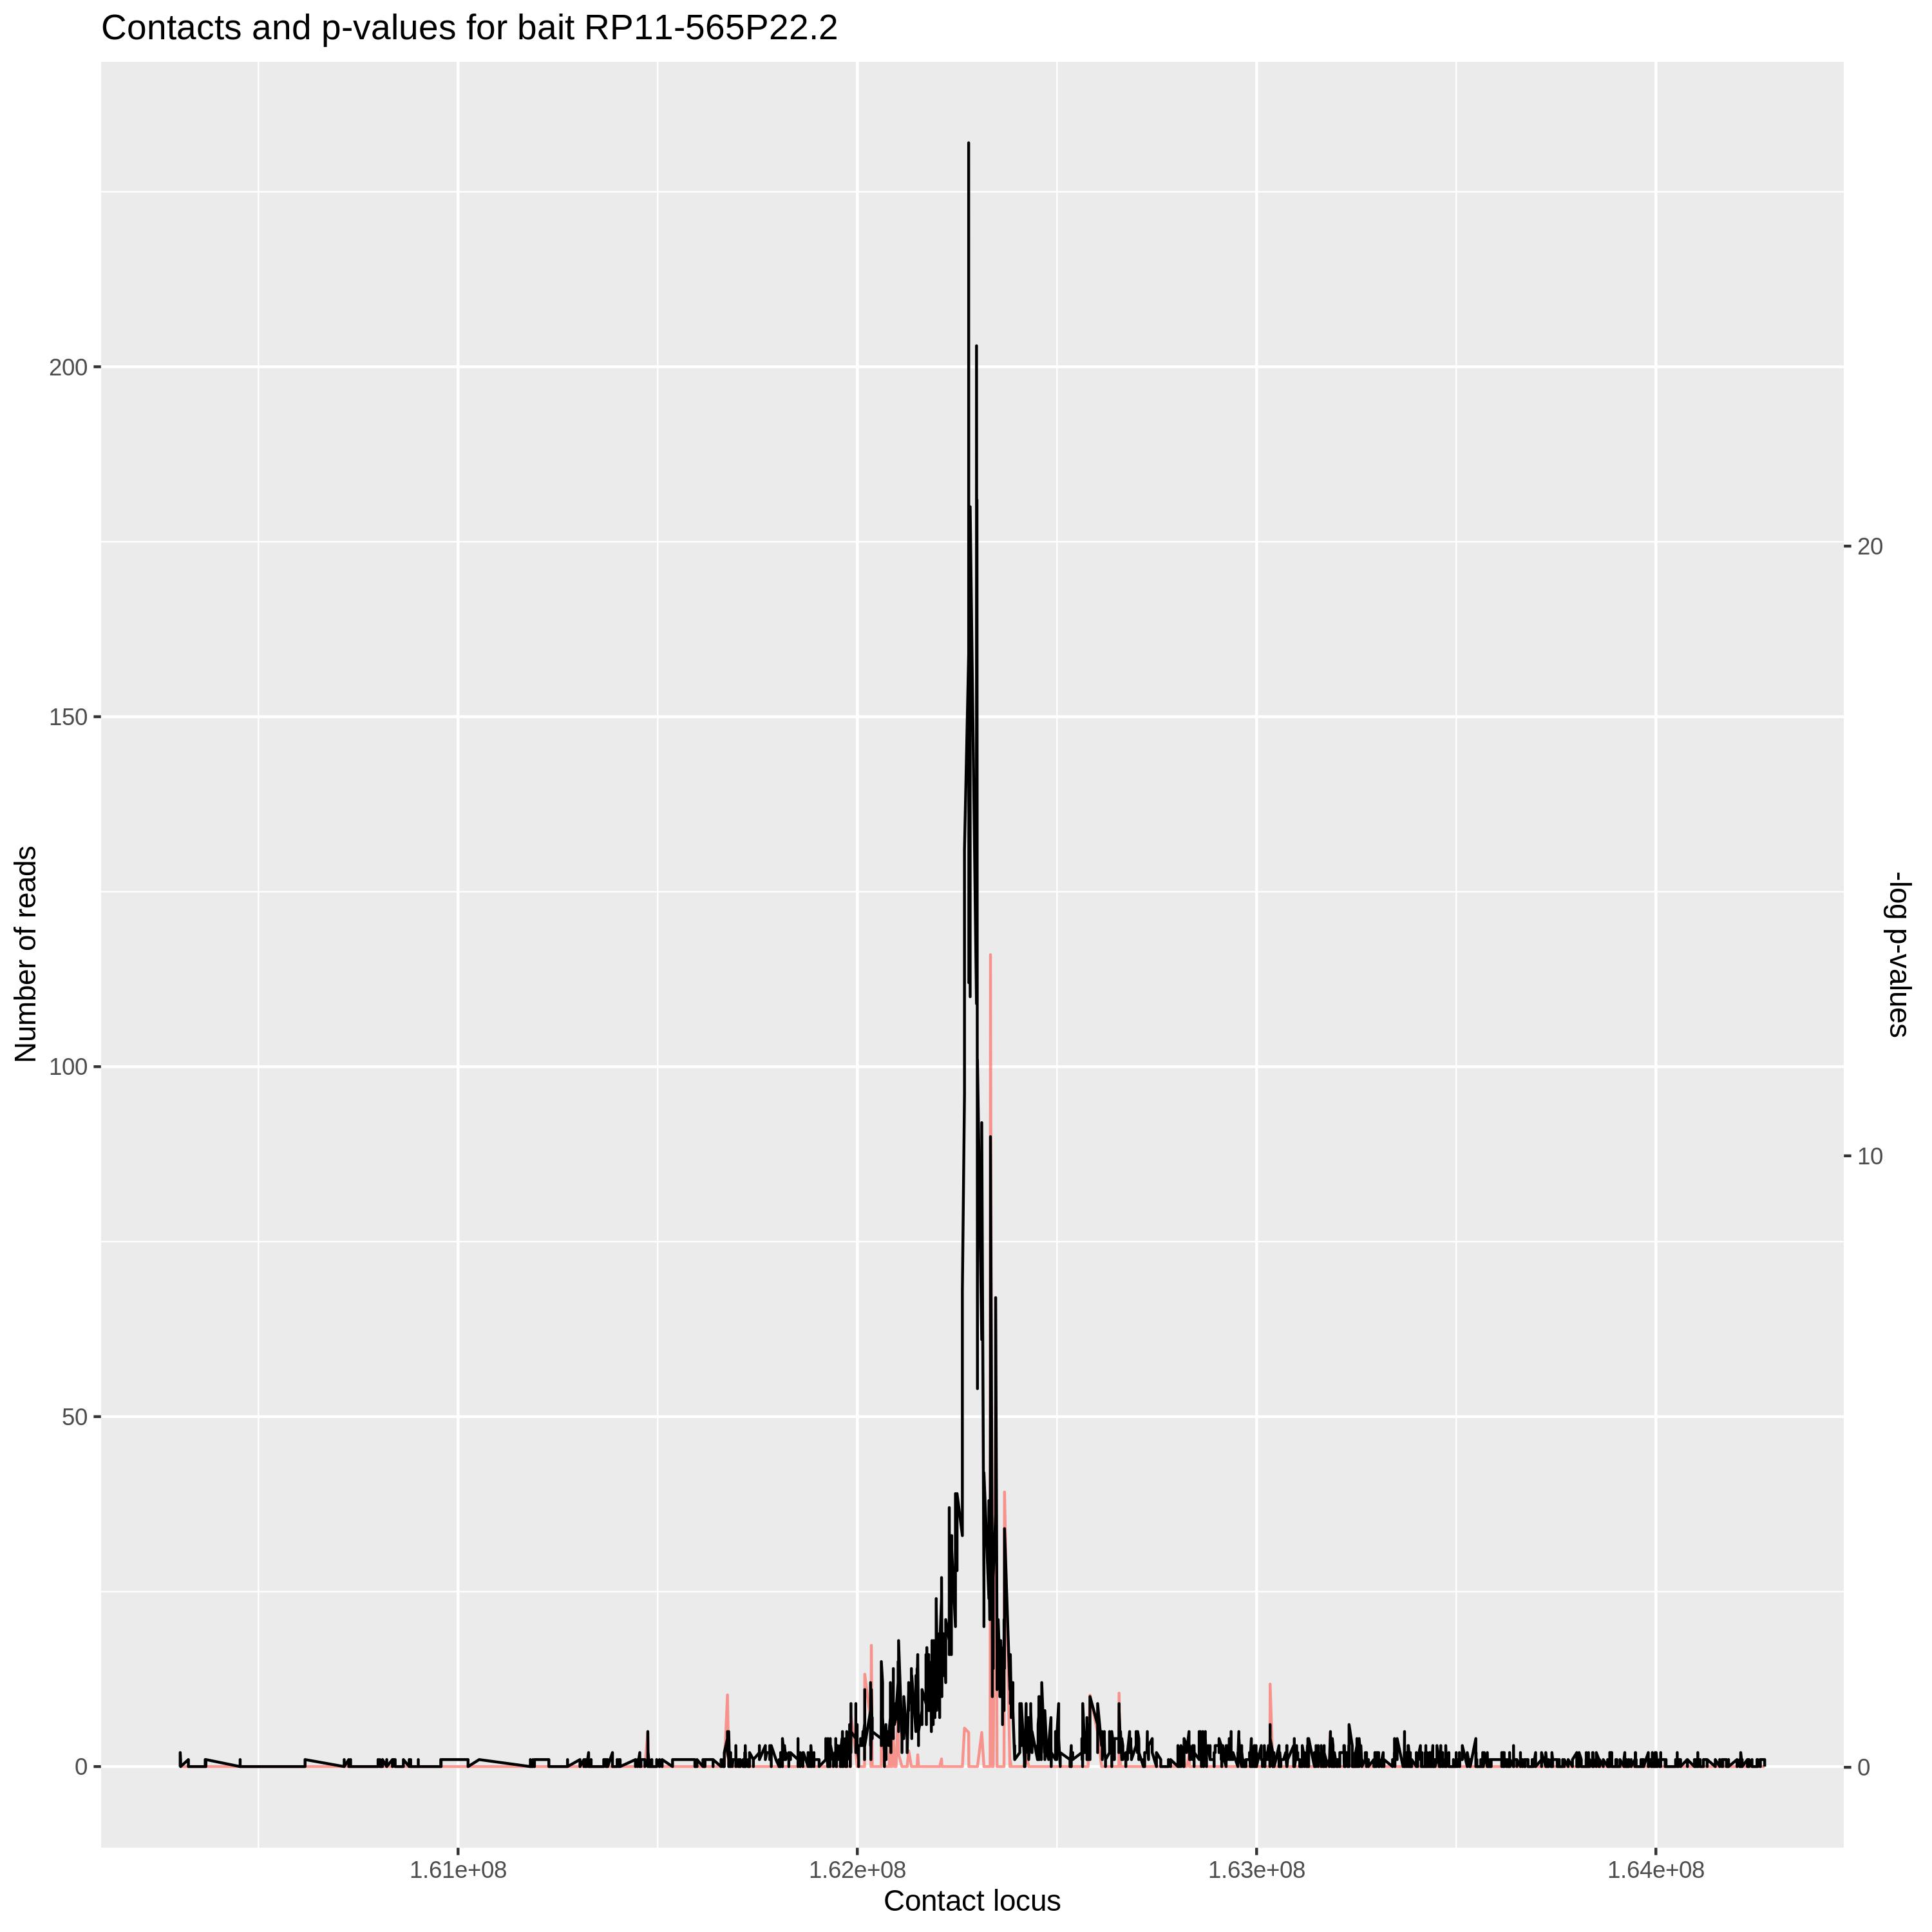 Contacts and p-values for bait RP11-565P22.2
Number of reads
200
150
100
50
0
20
10
0
-log p-values
1.61e+08
1.62e+08
1.63e+08
1.64e+08
Contact locus